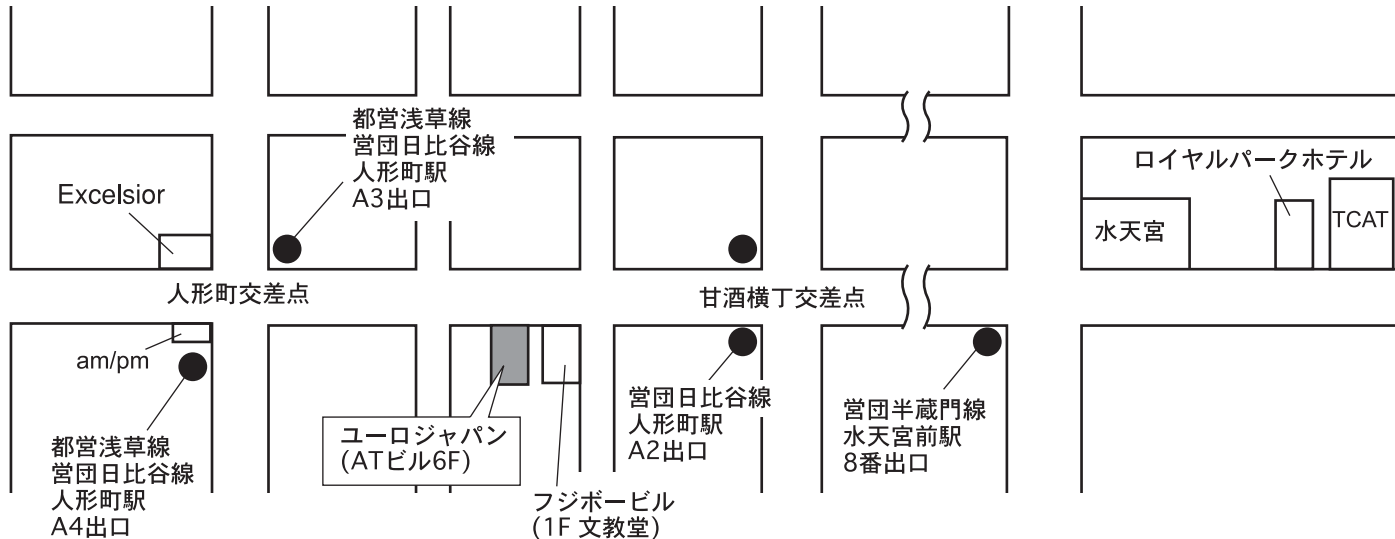 都営浅草線
営団日比谷線
人形町駅
A3出口
Excelsior
ロイヤルパークホテル
水天宮
TCAT
人形町交差点
甘酒横丁交差点
am/pm
都営浅草線
営団日比谷線
人形町駅
A4出口
ユーロジャパン
(ATビル6F)
フジボービル
(1F 文教堂)
営団日比谷線
人形町駅
A2出口
営団半蔵門線
水天宮前駅
8番出口